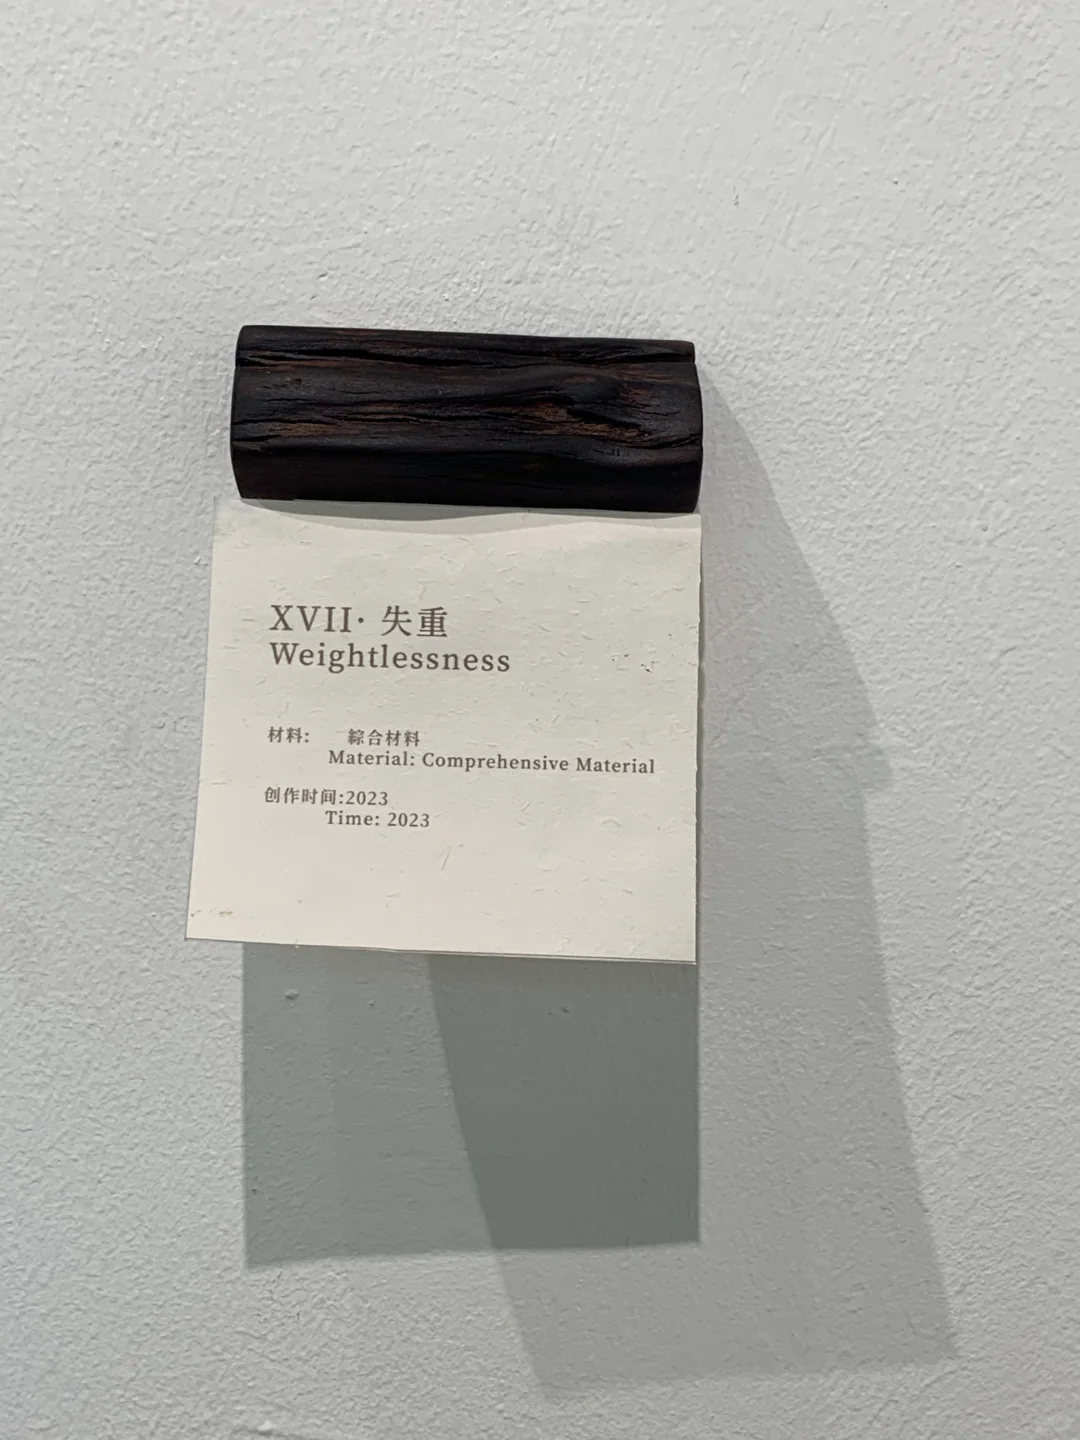 XVII· 失重
Weightlessness
材料: 綜合材料
Material: Comprehensive Material
创作时间:2023
Time: 2023